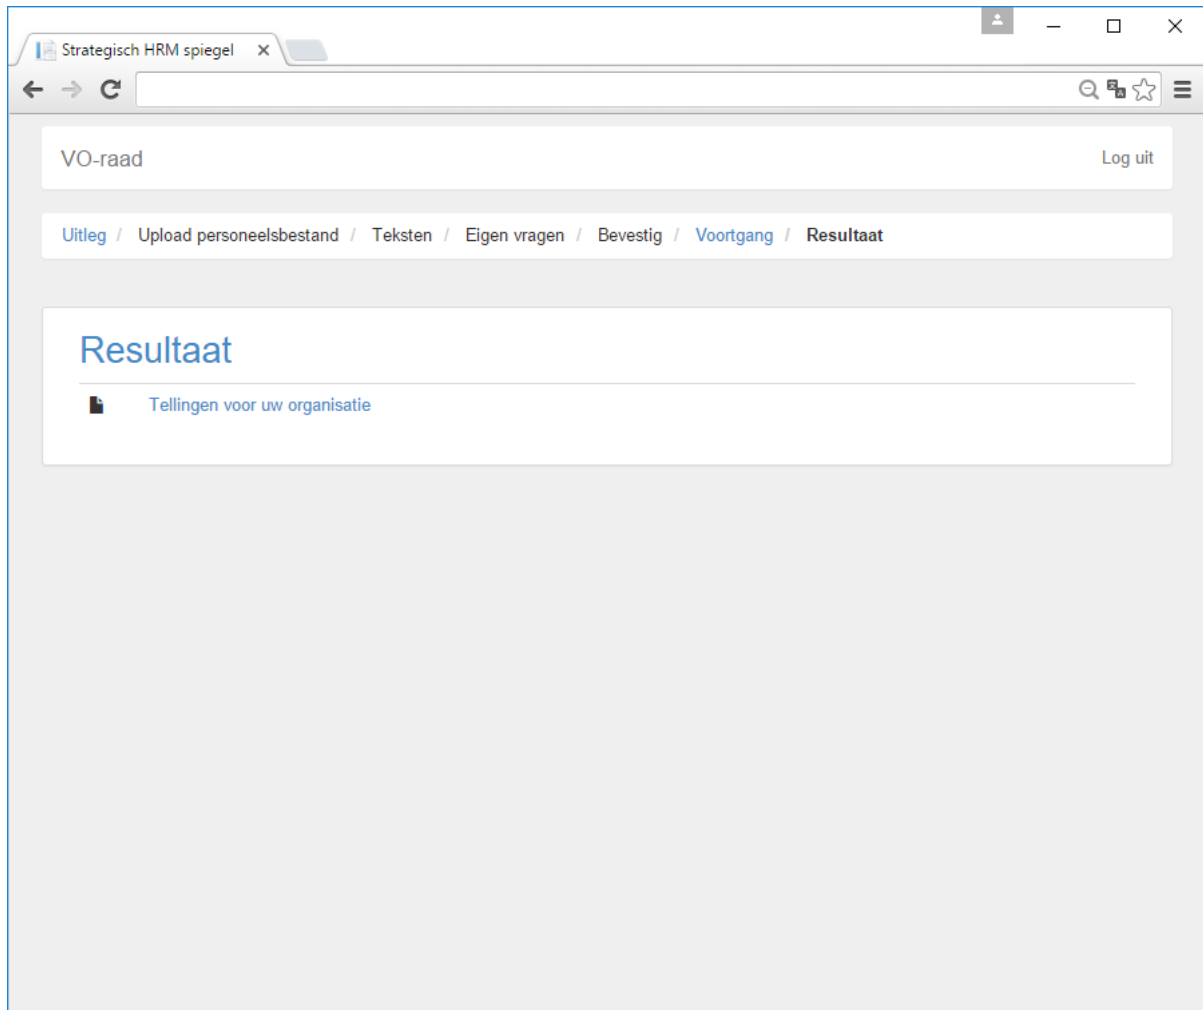 Strategisch HRM spiegel
VO-raad Log uit
Uitleg / Upload personeelsbestand / Teksten / Eigen vragen / Bevestig / Voortgang / Resultaat
Resultaat
Tellingen voor uw organisatie